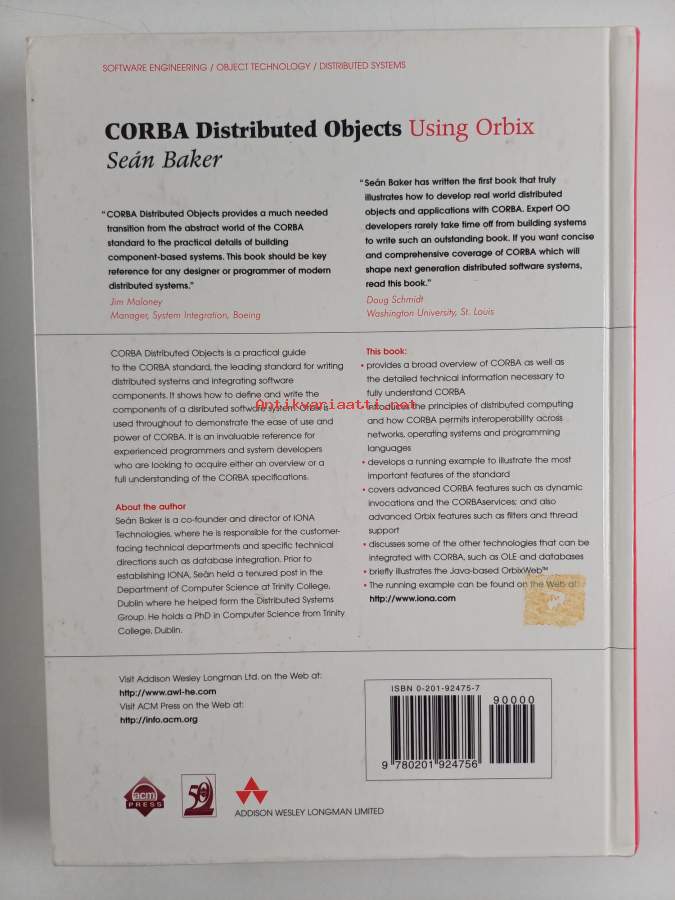 SOFTWARE ENGINEERING / OBJECT TECHNOLOGY / DISTRIBUTED SYSTEMS
CORBA Distributed Objects Using Orbix
Seán Baker
"CORBA Distributed Objects provides a much needed
transition from the abstract world of the CORBA
standard to the practical details of building
component-based systems. This book should be key
reference for any designer or programmer of modern
distributed systems."
Jim Maloney
Manager, System Integration, Boeing
"Seán Baker has written the first book that truly
illustrates how to develop real world distributed
objects and applications with CORBA. Expert OO
developers rarely take time off from building systems
to write such an outstanding book. If you want concise
and comprehensive coverage of CORBA which will
shape next generation distributed software systems,
read this book."
Doug Schmidt
Washington University, St. Louis
CORBA Distributed Objects is a practical guide
to the CORBA standard, the leading standard for writing
distributed systems and integrating software
components. It shows how to define and write the
components of a disributed software system. Orbix is
used throughout to demonstrate the ease of use and
power of CORBA. It is an invaluable reference for
experienced programmers and system developers
who are looking to acquire either an overview or a
full understanding of the CORBA specifications.
About the author
Seán Baker is a co-founder and director of IONA
Technologies, where he is responsible for the customer-
facing technical departments and specific technical
directions such as database integration. Prior to
establishing IONA, Seán held a tenured post in the
Department of Computer Science at Trinity College,
Dublin where he helped form the Distributed Systems
Group. He holds a PhD in Computer Science from Trinity
College, Dublin.
This book:
• provides a broad overview of CORBA as well as
the detailed technical information necessary to
fully understand CORBA
• introduces the principles of distributed computing
and how CORBA permits interoperability across
networks, operating systems and programming
languages
• develops a running example to illustrate the most
important features of the standard
• covers advanced CORBA features such as dynamic
invocations and the CORBAservices; and also
advanced Orbix features such as filters and thread
support
• discusses some of the other technologies that can be
integrated with CORBA, such as OLE and databases
• briefly illustrates the Java-based OrbixWeb™
• The running example can be found on the Web at:
http://www.iona.com
Antikvariaatti.net
Visit Addison Wesley Longman Ltd. on the Web at:
http://www.awl-he.com
Visit ACM Press on the Web at:
http://info.acm.org
ISBN 0-201-92475-7
90000
9 780201 924756
acm
PRESS
50
ADDISON WESLEY LONGMAN LIMITED